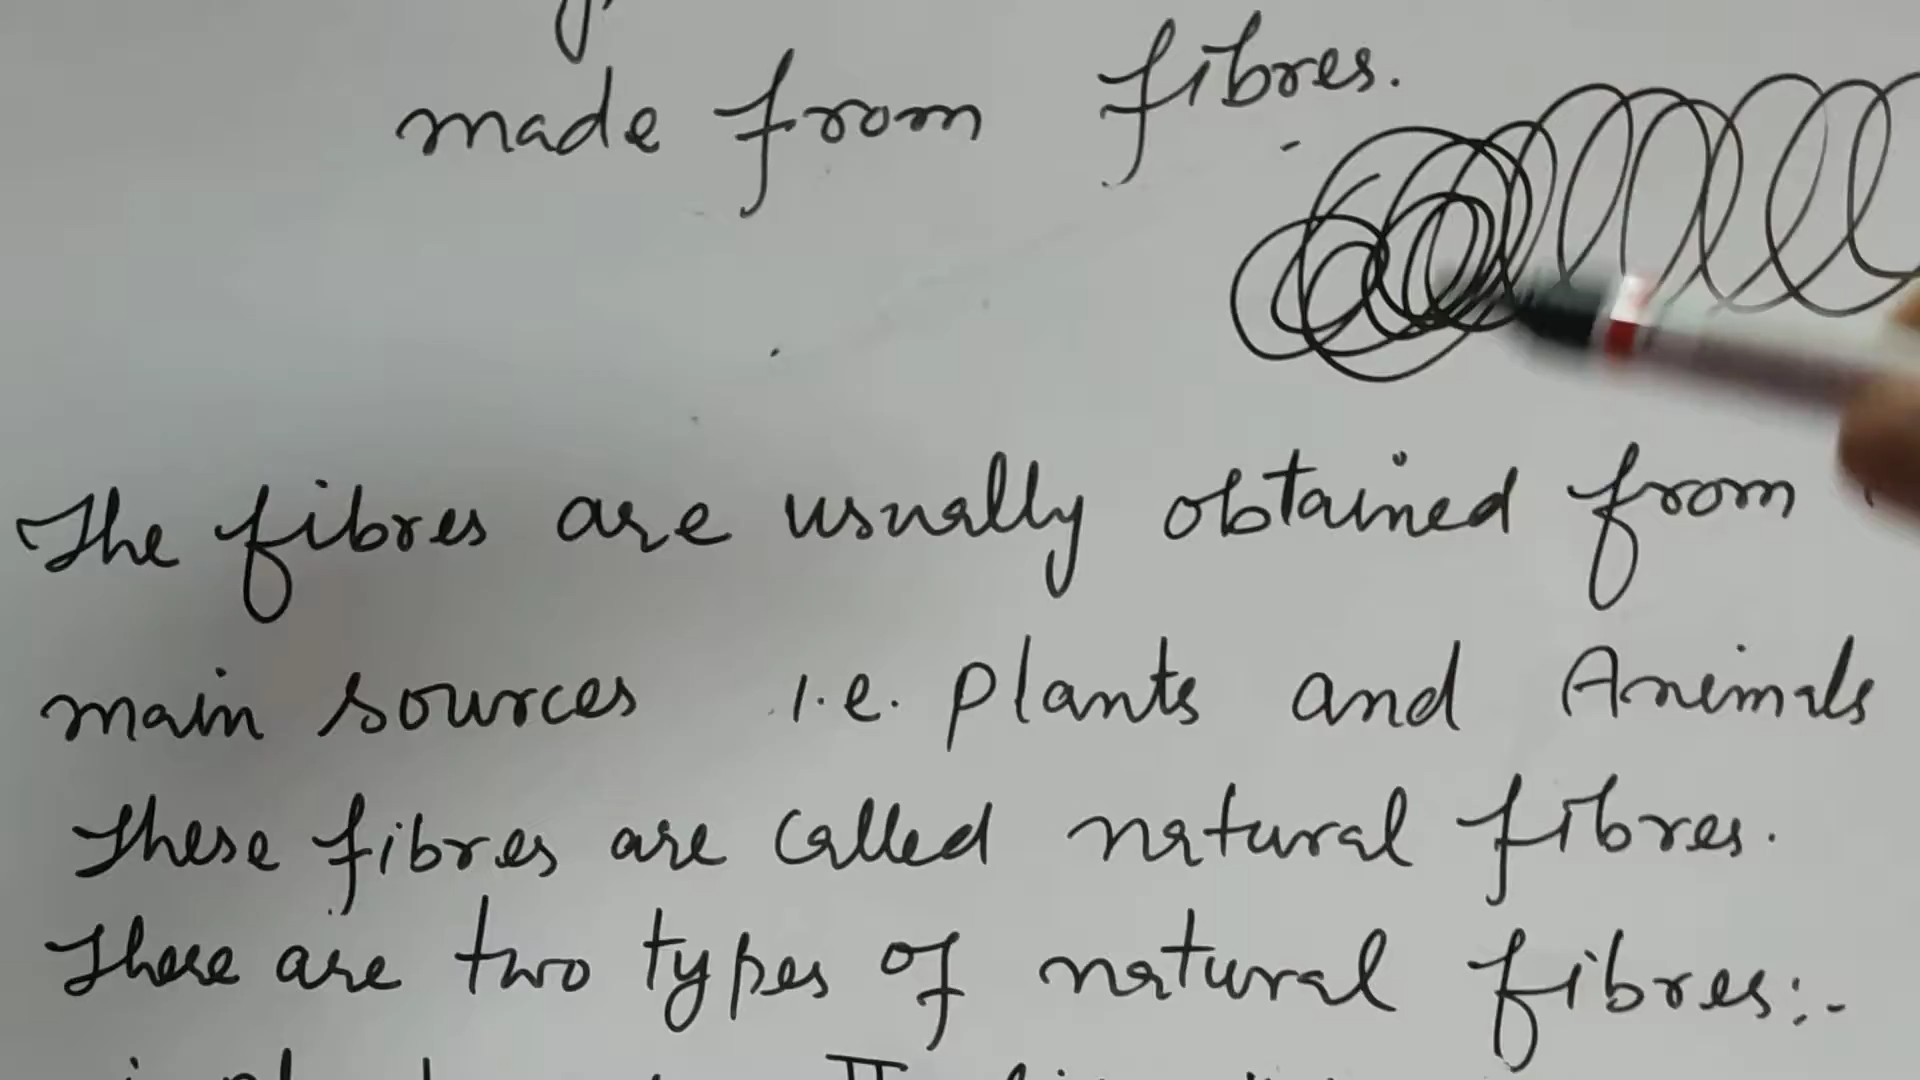 made from fibres.
The fibres are usually obtained from
main sources i.e. plants and Animals
These fibres are called natural fibres.
There are two types of natural fibres:-